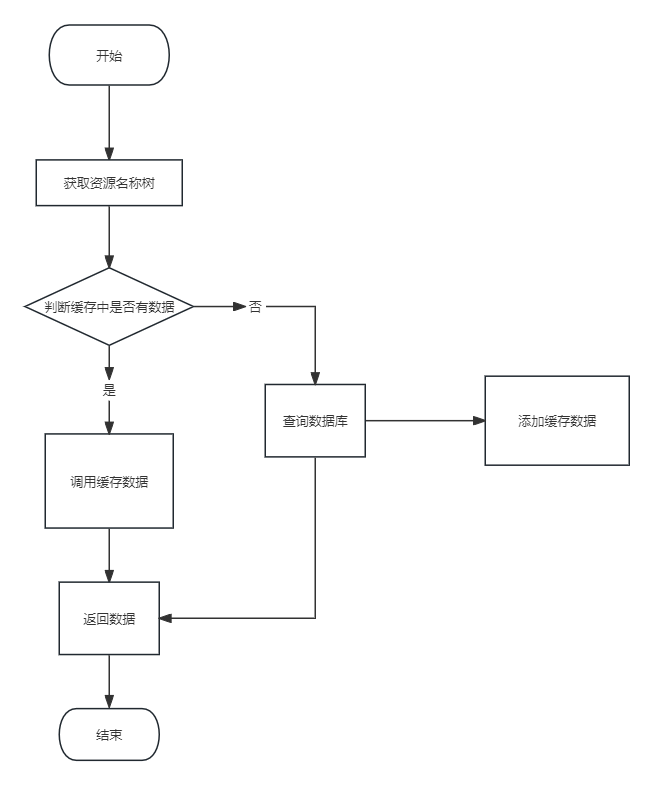 开始
获取资源名称树
判断缓存中是否有数据
否
是
查询数据库
添加缓存数据
调用缓存数据
返回数据
结束